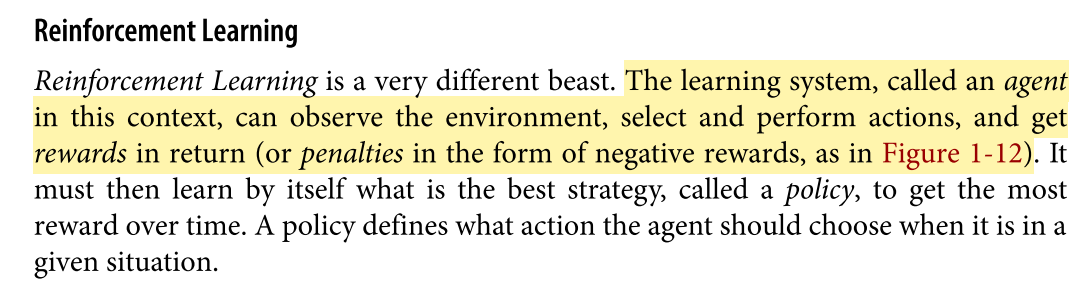 Reinforcement Learning
Reinforcement Learning is a very different beast. The learning system, called an agent
in this context, can observe the environment, select and perform actions, and get
rewards in return (or penalties in the form of negative rewards, as in Figure 1-12). It
must then learn by itself what is the best strategy, called a policy, to get the most
reward over time. A policy defines what action the agent should choose when it is in a
given situation.